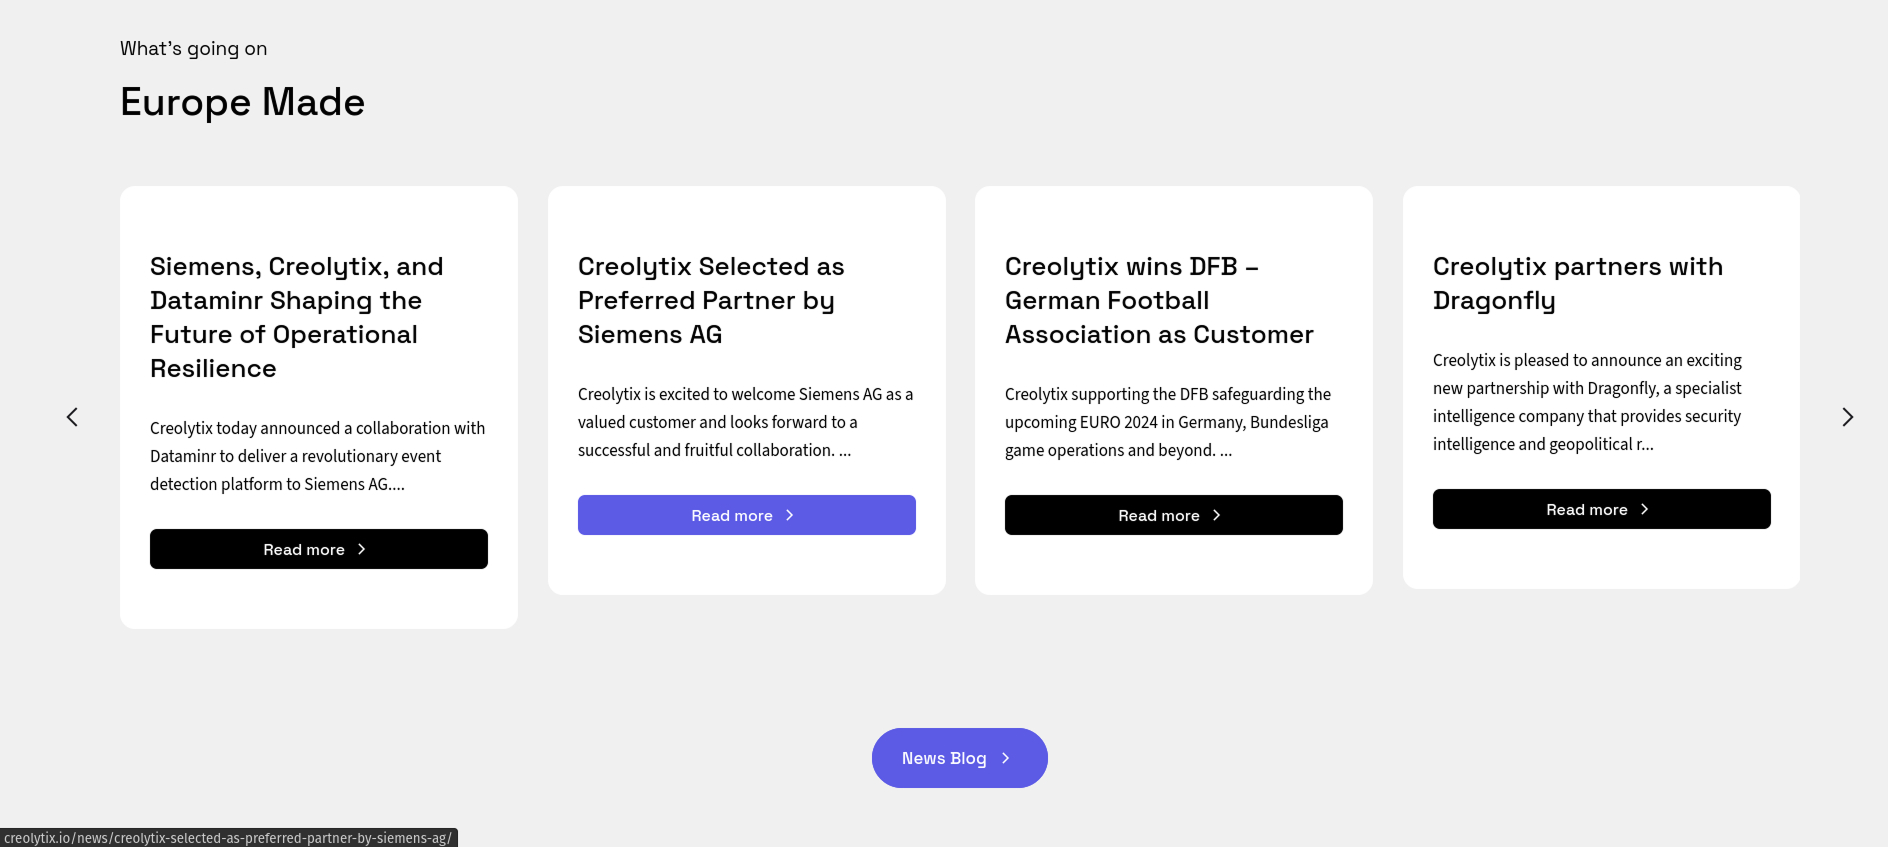 What's going on
Europe Made
Siemens, Creolytix, and
Dataminr Shaping the
Future of Operational
Resilience
Creolytix today announced a collaboration with
Dataminr to deliver a revolutionary event
detection platform to Siemens AG....
Read more
Creolytix Selected as
Preferred Partner by
Siemens AG
Creolytix is excited to welcome Siemens AG as a
valued customer and looks forward to a
successful and fruitful collaboration. ...
Read more
Creolytix wins DFB –
German Football
Association as Customer
Creolytix supporting the DFB safeguarding the
upcoming EURO 2024 in Germany, Bundesliga
game operations and beyond. ...
Read more
Creolytix partners with
Dragonfly
Creolytix is pleased to announce an exciting
new partnership with Dragonfly, a specialist
intelligence company that provides security
intelligence and geopolitical r...
Read more
News Blog
creolytix.io/news/creolytix-selected-as-preferred-partner-by-siemens-ag/